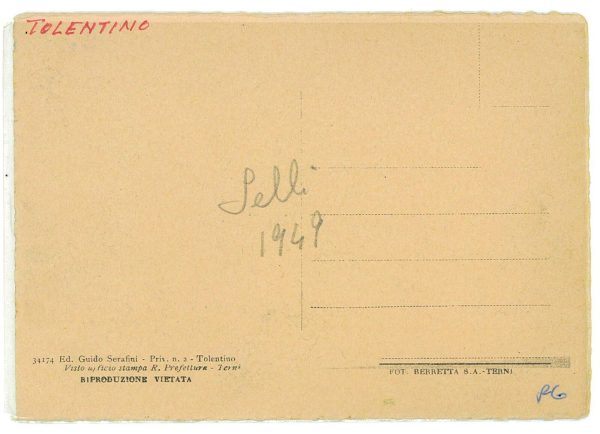 TOLENTINO
Selli
1949
34174 Ed. Guido Serafini - Priv. n. 2 - Tolentino
Visto ufficio stampa R. Prefettura - Terni
RIPRODUZIONE VIETATA
FOT. BERRETTA S.A.-TERNI
PG